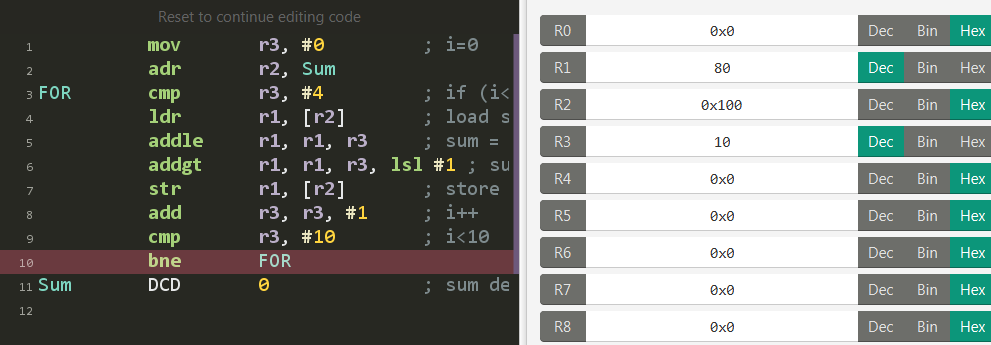 Reset to continue editing code
1 mov r3, #0 ; i=0
2 adr r2, Sum
3 FOR cmp r3, #4 ; if (i<
4 ldr r1, [r2] ; load s
5 addle r1, r1, r3 ; sum =
6 addgt r1, r1, r3, lsl #1 ; su
7 str r1, [r2] ; store
8 add r3, r3, #1 ; i++
9 cmp r3, #10 ; i<10
10 bne FOR
11 Sum DCD 0 ; sum de
12
R0 0x0 Dec Bin Hex
R1 80 Dec Bin Hex
R2 0x100 Dec Bin Hex
R3 10 Dec Bin Hex
R4 0x0 Dec Bin Hex
R5 0x0 Dec Bin Hex
R6 0x0 Dec Bin Hex
R7 0x0 Dec Bin Hex
R8 0x0 Dec Bin Hex